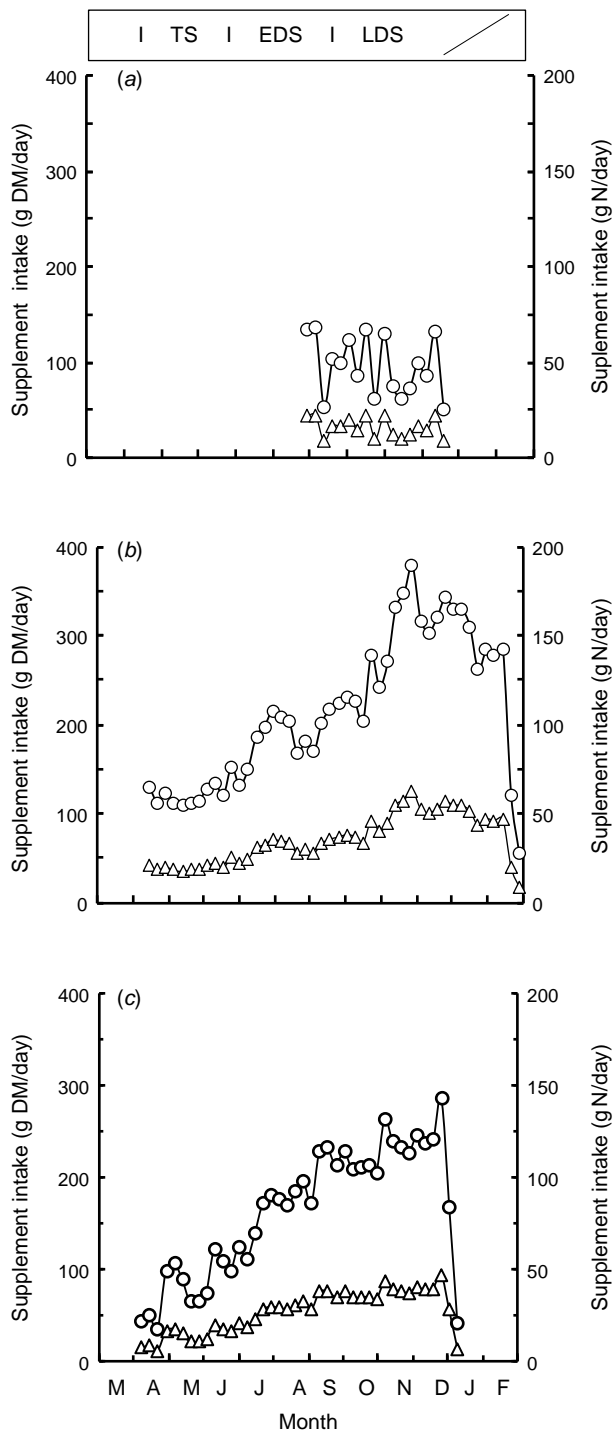 I TS I EDS I LDS
(a)
Supplement intake (g DM/day)
400
300
200
100
0
200
150
100
50
0
Suplement intake (g N/day)
(b)
Supplement intake (g DM/day)
400
300
200
100
0
200
150
100
50
0
Supplement intake (g N/day)
(c)
Supplement intake (g DM/day)
400
300
200
100
0
200
150
100
50
0
Supplement intake (g N/day)
M A M J J A S O N D J F
Month